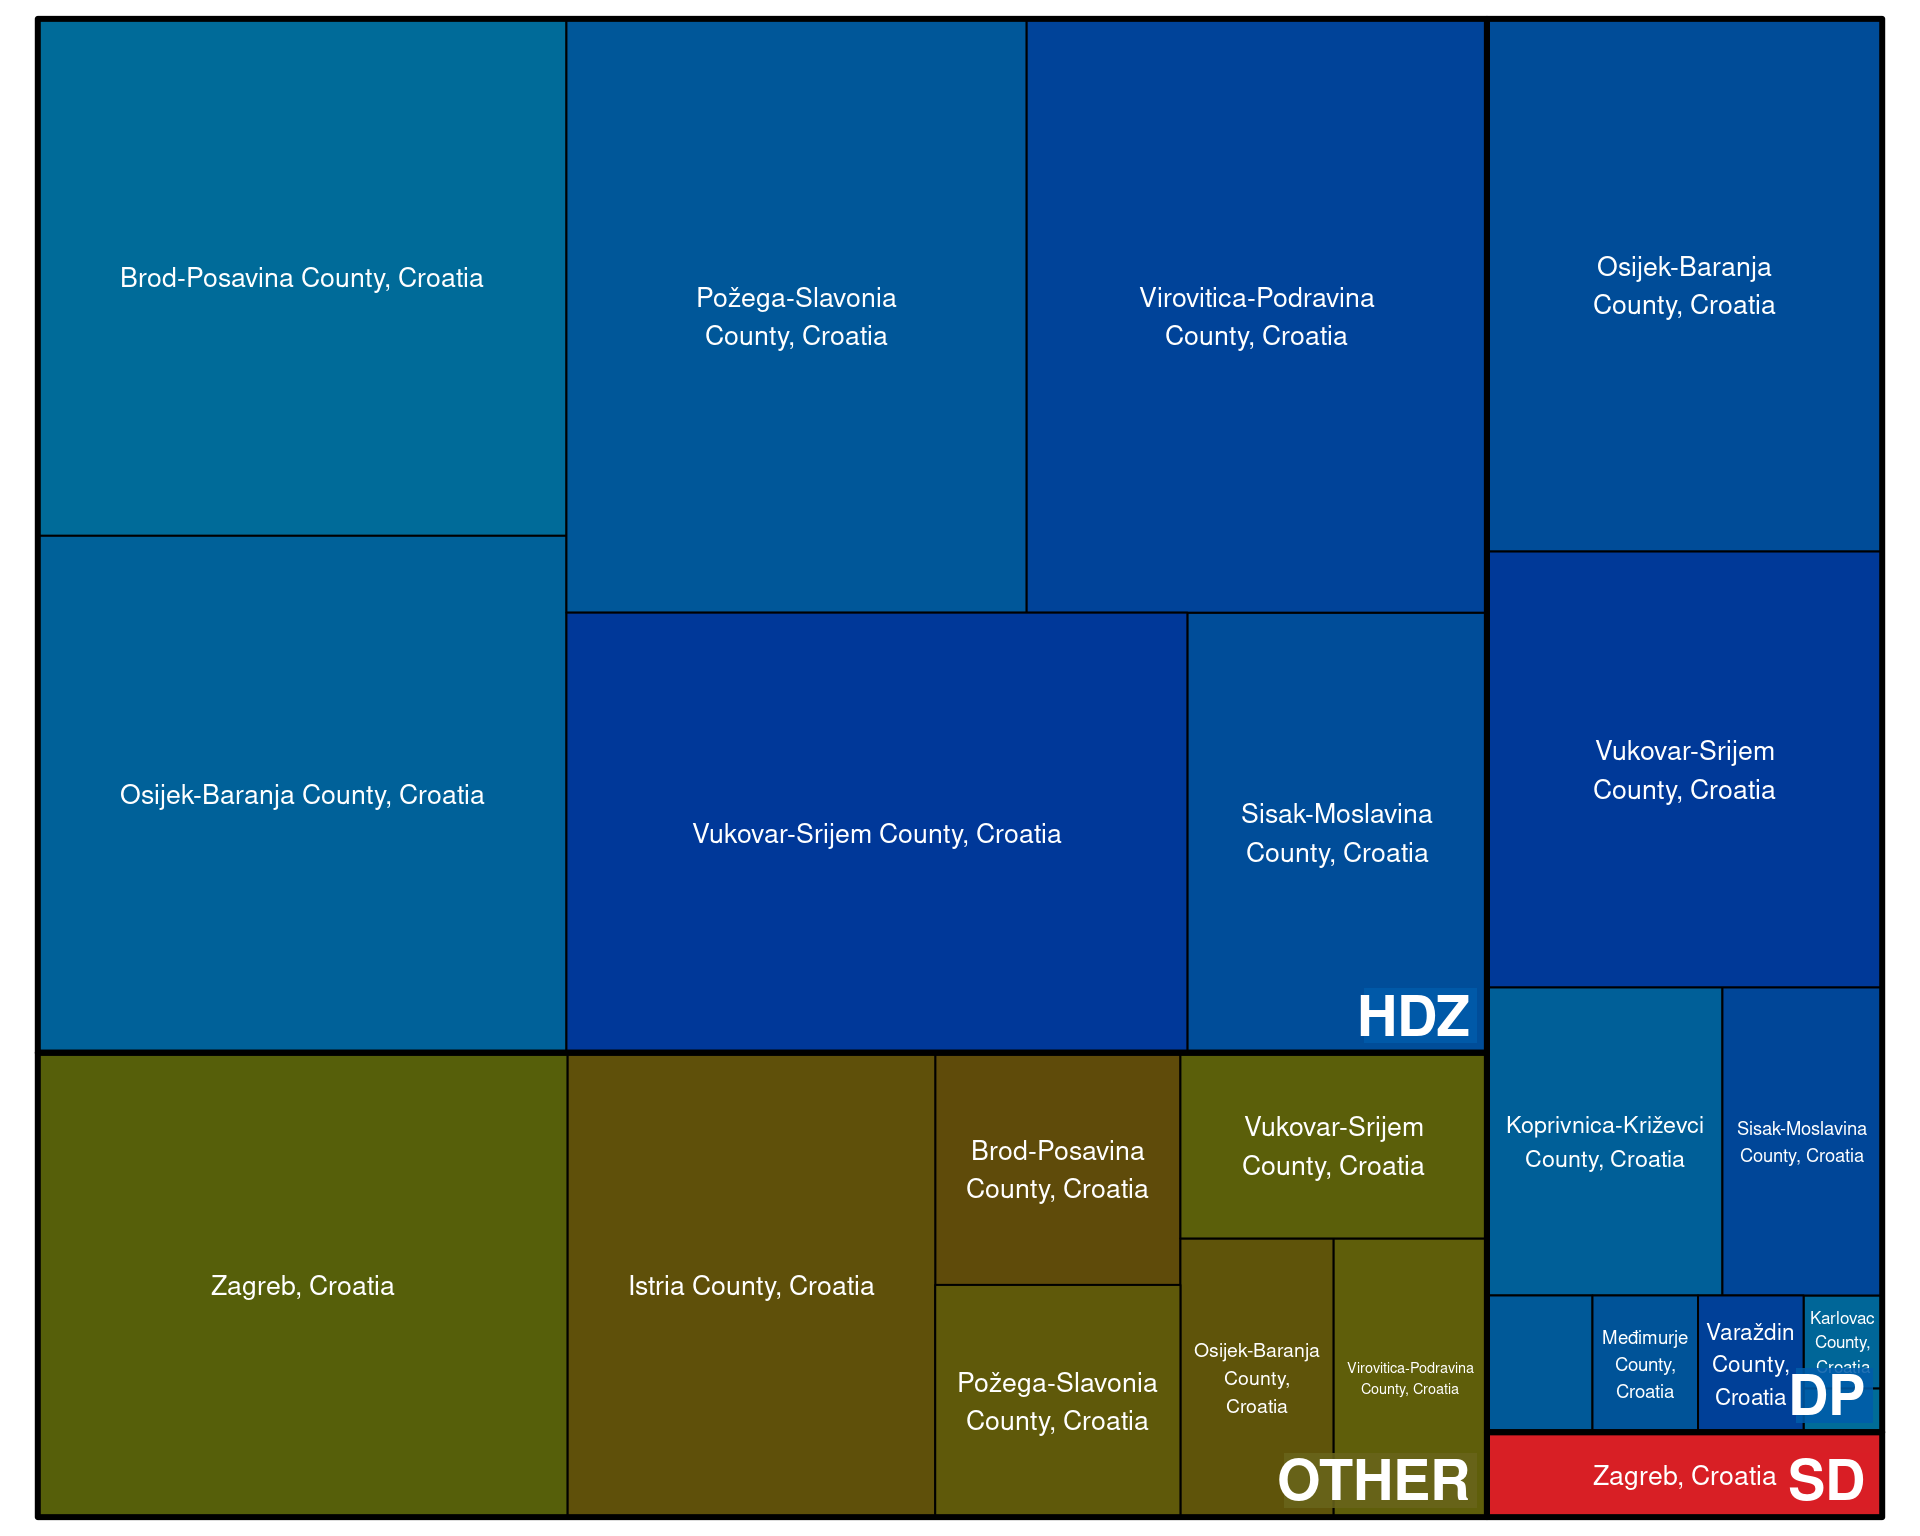 Brod-Posavina County, Croatia
Požega-Slavonia
County, Croatia
Virovitica-Podravina
County, Croatia
Osijek-Baranja
County, Croatia
Osijek-Baranja County, Croatia
Vukovar-Srijem County, Croatia
Sisak-Moslavina
County, Croatia
HDZ
Vukovar-Srijem
County, Croatia
Zagreb, Croatia
Istria County, Croatia
Brod-Posavina
County, Croatia
Požega-Slavonia
County, Croatia
Vukovar-Srijem
County, Croatia
Osijek-Baranja
County,
Croatia
Virovitica-Podravina
County, Croatia
OTHER
Koprivnica-Križevci
County, Croatia
Sisak-Moslavina
County, Croatia
Međimurje
County,
Croatia
Varaždin
County,
Croatia
Karlovac
County,
Croatia
DP
Zagreb, Croatia
SD